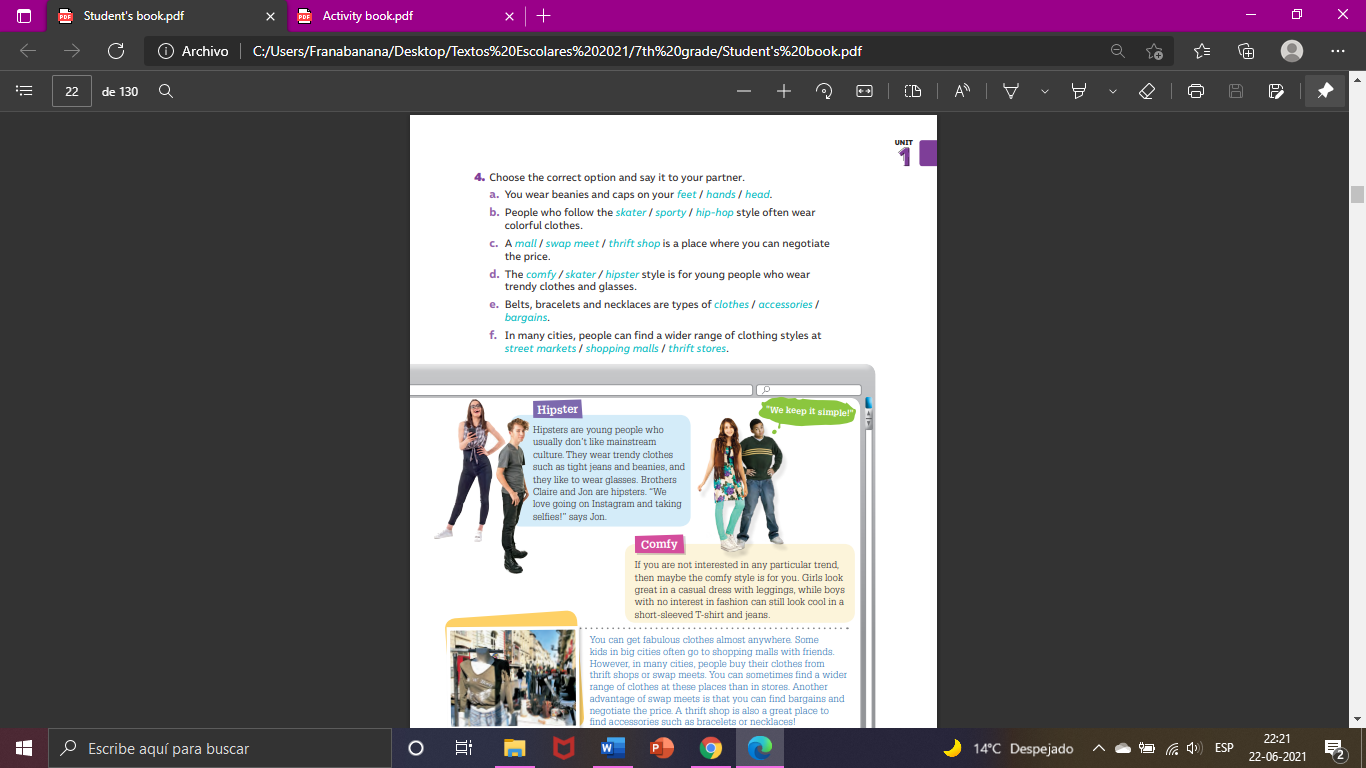 Student's book.pdf
Activity book.pdf
Archivo
C:/Users/Franabanana/Desktop/Textos%20Escolares%202021/7th%20grade/Student's%20book.pdf
22
de 130
UNIT
1
4. Choose the correct option and say it to your partner.
a. You wear beanies and caps on your feet / hands / head.
b. People who follow the skater / sporty / hip-hop style often wear
colorful clothes.
c. A mall / swap meet / thrift shop is a place where you can negotiate
the price.
d. The comfy / skater / hipster style is for young people who wear
trendy clothes and glasses.
e. Belts, bracelets and necklaces are types of clothes / accessories /
bargains.
f. In many cities, people can find a wider range of clothing styles at
street markets / shopping malls / thrift stores.
Hipster
Hipsters are young people who
usually don't like mainstream
culture. They wear trendy clothes
such as tight jeans and beanies, and
they like to wear glasses. Brothers
Claire and Jon are hipsters. "We
love going on Instagram and taking
selfies!" says Jon.
"We keep it simple!"
Comfy
If you are not interested in any particular trend,
then maybe the comfy style is for you. Girls look
great in a casual dress with leggings, while boys
with no interest in fashion can still look cool in a
short-sleeved T-shirt and jeans.
You can get fabulous clothes almost anywhere. Some
kids in big cities often go to shopping malls with friends.
However, in many cities, people buy their clothes from
thrift shops or swap meets. You can sometimes find a wider
range of clothes at these places than in stores. Another
advantage of swap meets is that you can find bargains and
negotiate the price. A thrift shop is also a great place to
find accessories such as bracelets or necklaces!
Escribe aquí para buscar
14°C Despejado
ESP
22:21
22-06-2021
2